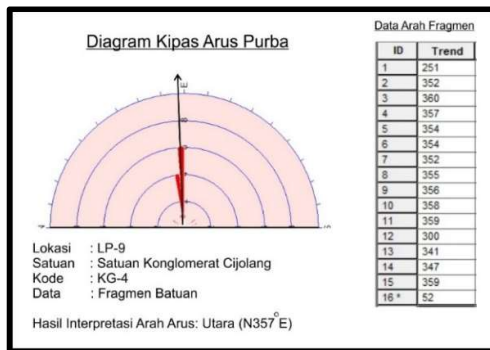 Diagram Kipas Arus Purba
Lokasi : LP-9
Satuan : Satuan Konglomerat Cijolang
Kode : KG-4
Data : Fragmen Batuan
Hasil Interpretasi Arah Arus: Utara (N357°E)
Data Arah Fragmen
ID Trend
1 251
2 352
3 360
4 357
5 354
6 354
7 352
8 355
9 356
10 358
11 359
12 300
13 341
14 347
15 359
16 * 52